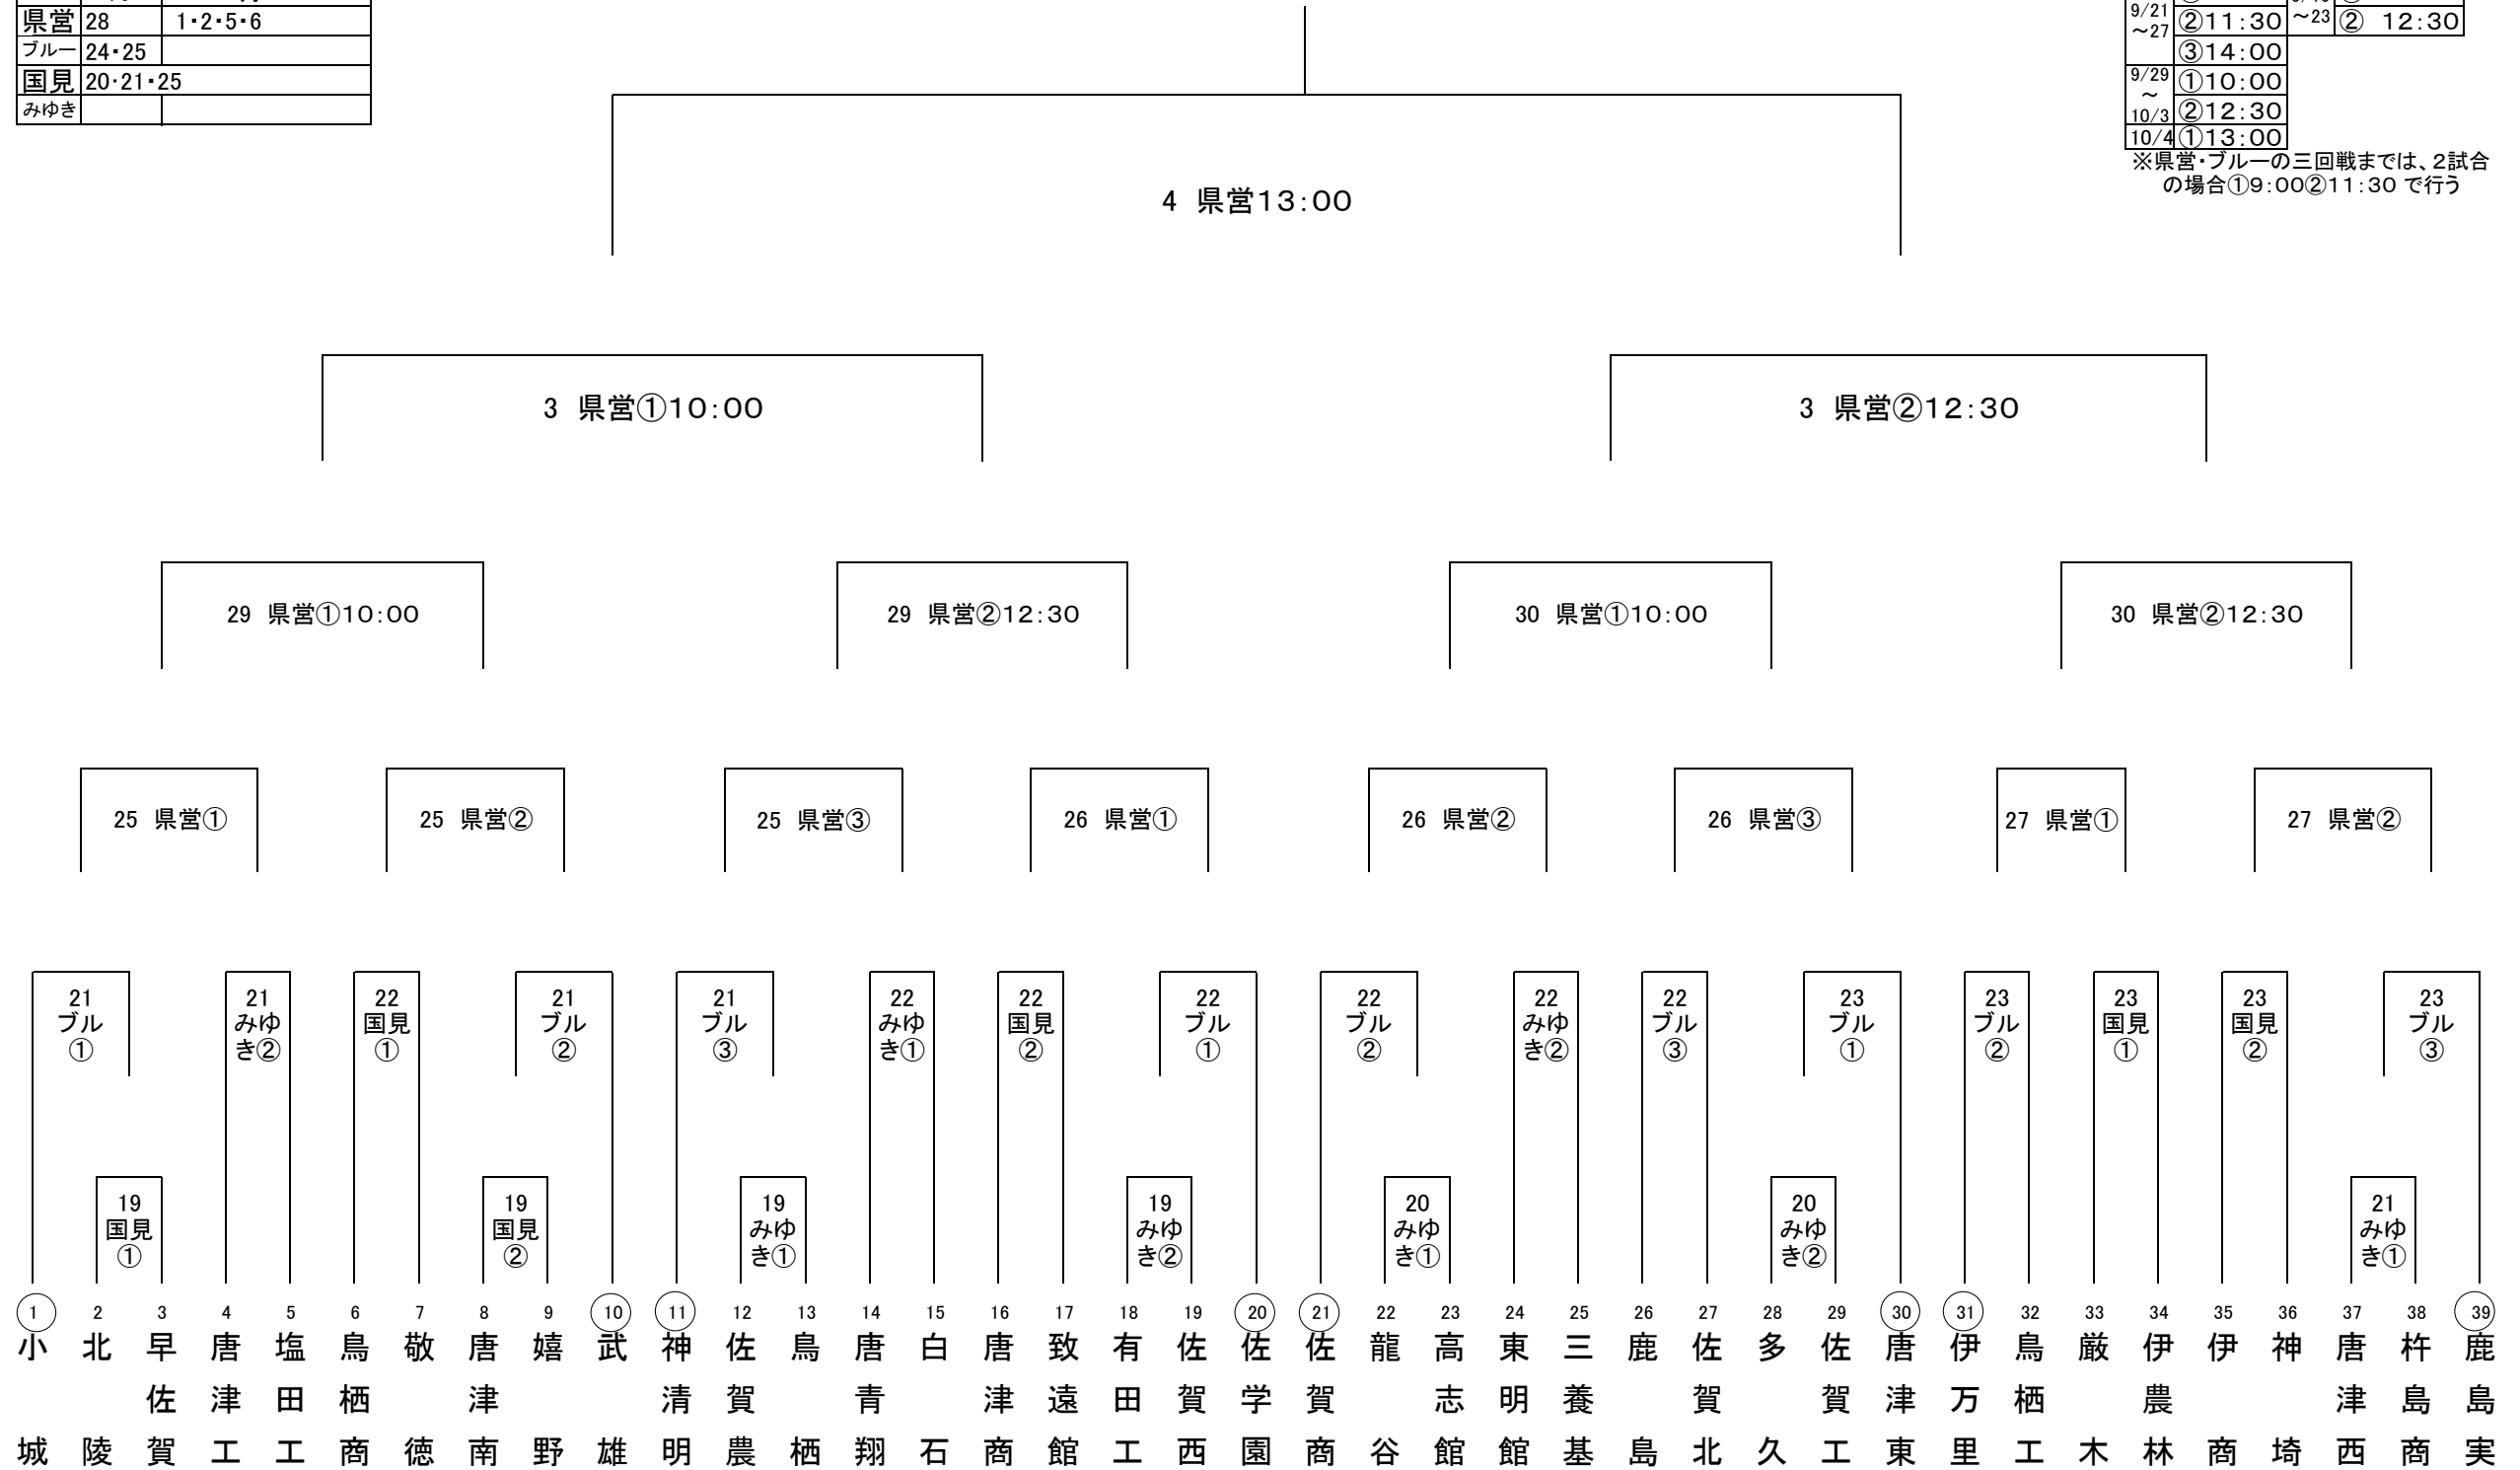 県営 28 1・2・5・6
ブルー 24・25
国見 20・21・25
みゆき
9/21
～27
②11:30
③14:00
～23
② 12:30
9/29
～
10/3
①10:00
②12:30
10/4 ①13:00
※県営・ブルーの三回戦までは、2試合
の場合①9:00②11:30 で行う
4 県営13:00
3 県営①10:00
3 県営②12:30
29 県営①10:00
29 県営②12:30
30 県営①10:00
30 県営②12:30
25 県営①
25 県営②
25 県営③
26 県営①
26 県営②
26 県営③
27 県営①
27 県営②
21
ブル
①
21
みゆ
き②
22
国見
①
21
ブル
②
21
ブル
③
22
みゆ
き①
22
国見
②
22
ブル
①
22
ブル
②
22
みゆ
き②
22
ブル
③
23
ブル
①
23
ブル
②
23
国見
①
23
国見
②
23
ブル
③
19
国見
①
19
国見
②
19
みゆ
き①
19
みゆ
き②
20
みゆ
き①
20
みゆ
き②
21
みゆ
き①
1 小城
2 北陵
3 早佐賀
4 唐津工
5 塩田工
6 鳥栖商
7 敬徳
8 唐津南
9 嬉野
10 武雄
11 神清明
12 佐賀農
13 鳥栖
14 唐青翔
15 白石
16 唐津商
17 致遠館
18 有田工
19 佐賀西
20 佐学園
21 佐賀商
22 龍谷
23 高志館
24 東明館
25 三養基
26 鹿島
27 佐賀北
28 多久
29 佐賀工
30 唐津東
31 伊万里
32 鳥栖工
33 厳木
34 伊農林
35 伊商
36 神埼
37 唐津西
38 杵島商
39 鹿島実